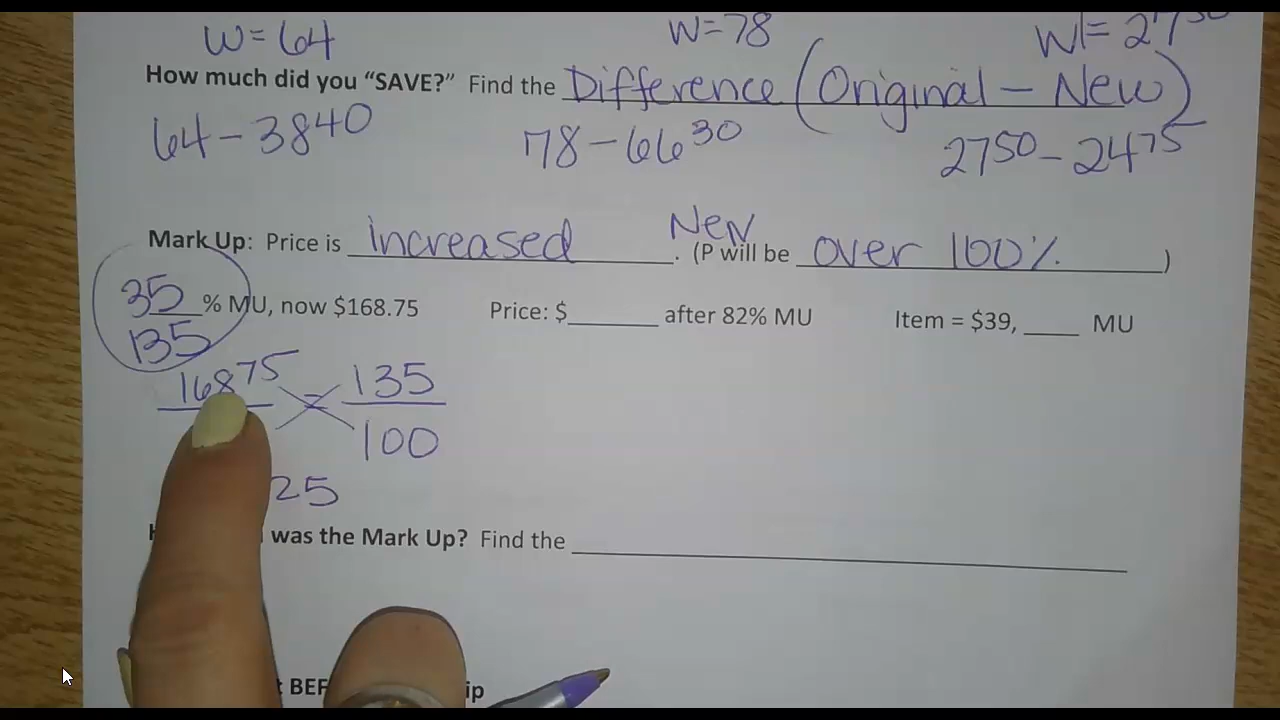 W = 64 W = 78 W = 27 50
How much did you “SAVE?” Find the Difference (Original – New)
64 – 38 40 78 – 66 30 27 50 – 24 75
New
Mark Up: Price is increased. (P will be over 100%)
35 % MU, now $168.75 Price: $______ after 82% MU Item = $39, ____ MU
135
168 75 = 135
100
25
was the Mark Up? Find the ______
BEF